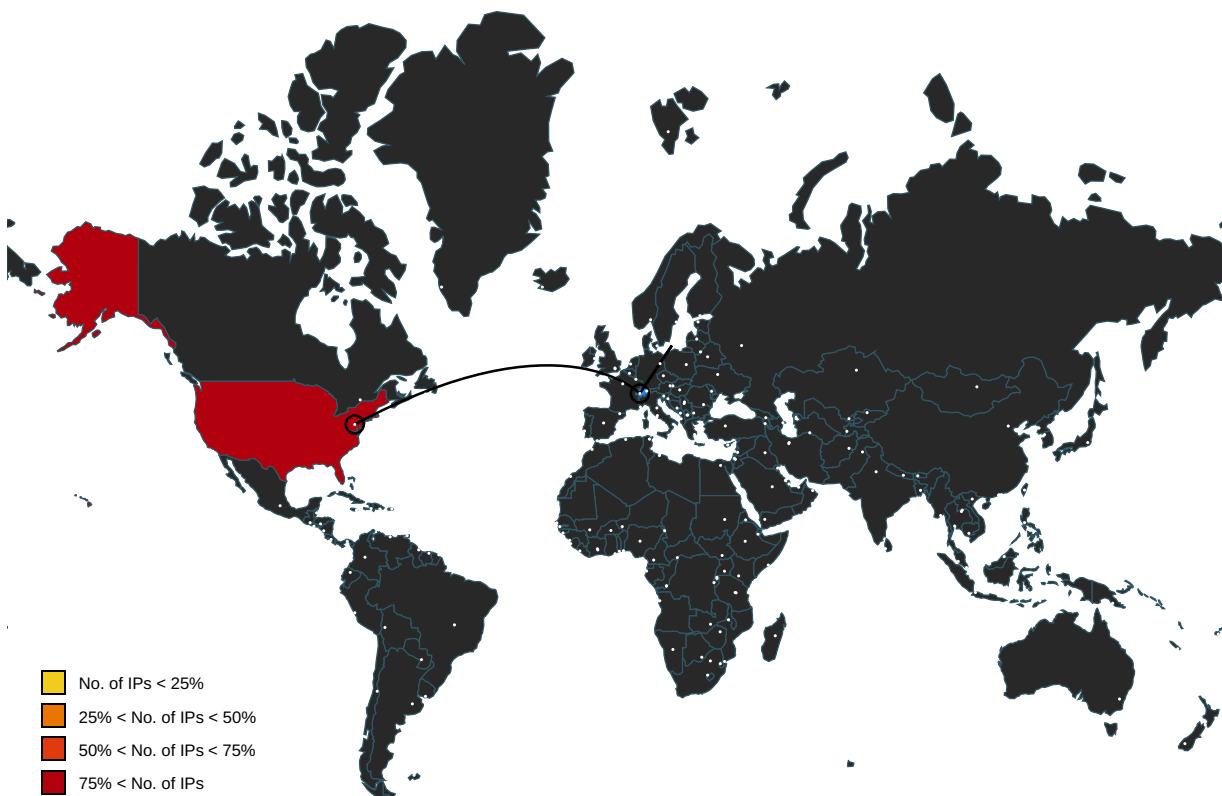 No. of IPs < 25%
25% < No. of IPs < 50%
50% < No. of IPs < 75%
75% < No. of IPs